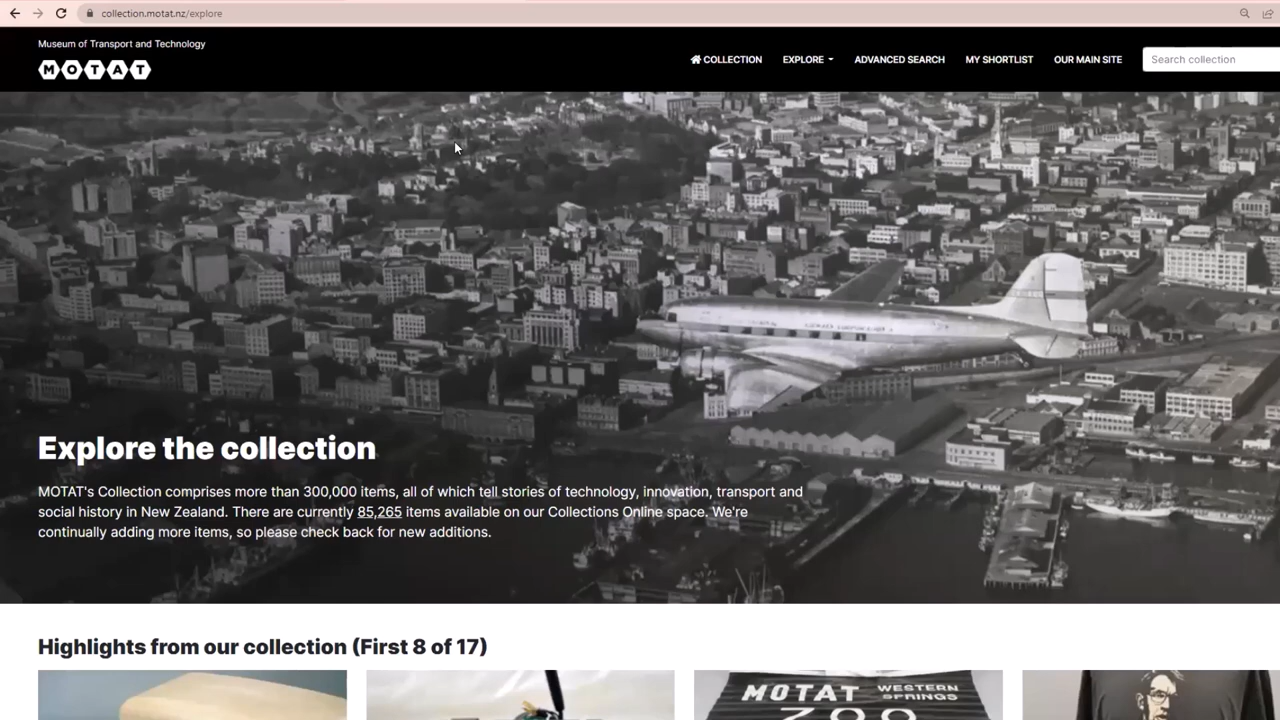 collection.motat.nz/explore
Museum of Transport and Technology
MOTAT
COLLECTION EXPLORE ADVANCED SEARCH MY SHORTLIST OUR MAIN SITE Search collection
Explore the collection
MOTAT's Collection comprises more than 300,000 items, all of which tell stories of technology, innovation, transport and
social history in New Zealand. There are currently 85,265 items available on our Collections Online space. We're
continually adding more items, so please check back for new additions.
Highlights from our collection (First 8 of 17)
MOTAT WESTERN
SPRINGS